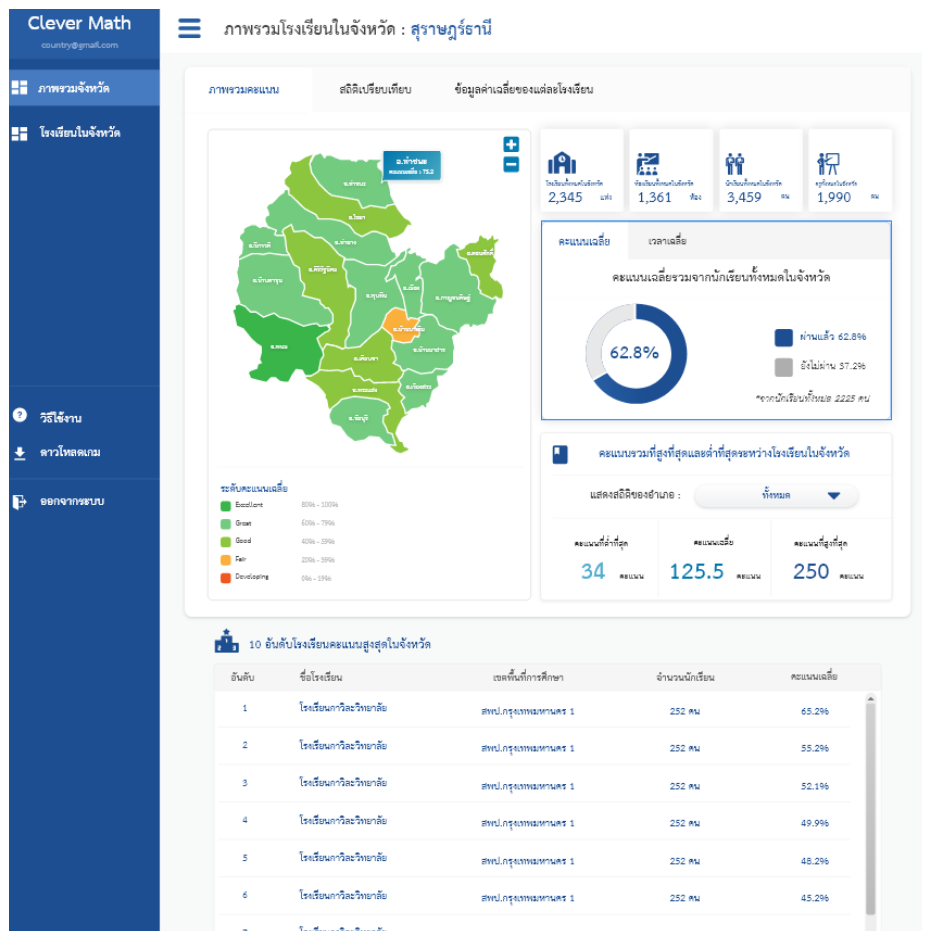 Clever Math
country@gmail.com
ภาพรวมจังหวัด
โรงเรียนในจังหวัด
วิธีใช้งาน
ดาวโหลดเกม
ออกจากระบบ
ภาพรวมโรงเรียนในจังหวัด : สุราษฎร์ธานี
ภาพรวมคะแนน
สถิติเปรียบเทียบ
ข้อมูลค่าเฉลี่ยของแต่ละโรงเรียน
อ.ท่าชนะ
คะแนนเฉลี่ย : 73.2
อ.ท่าชนะ
อ.ไชยา
อ.ท่าฉาง
อ.วิภาวดี
อ.คีรีรัฐนิคม
อ.บ้านตาขุน
อ.พุนพิน
อ.เมือง
อ.กาญจนดิษฐ์
อ.ดอนสัก
อ.บ้านนาสาร
อ.พนม
อ.เคียนซา
อ.พระแสง
อ.เวียงสระ
อ.ชัยบุรี
ระดับคะแนนเฉลี่ย
Excellent 80% - 100%
Great 60% - 79%
Good 40% - 59%
Fair 20% - 39%
Developing 0% - 19%
โรงเรียนทั้งหมดในจังหวัด
2,345 แห่ง
ห้องเรียนทั้งหมดในจังหวัด
1,361 ห้อง
นักเรียนทั้งหมดในจังหวัด
3,459 คน
ครูทั้งหมดในจังหวัด
1,990 คน
คะแนนเฉลี่ย
เวลาเฉลี่ย
คะแนนเฉลี่ยรวมจากนักเรียนทั้งหมดในจังหวัด
62.8%
ผ่านแล้ว 62.8%
ยังไม่ผ่าน 37.2%
*จากนักเรียนทั้งหมด 2225 คน
คะแนนรวมที่สูงที่สุดและต่ำที่สุดระหว่างโรงเรียนในจังหวัด
แสดงสถิติของอำเภอ : ทั้งหมด
คะแนนที่ต่ำที่สุด
34 คะแนน
คะแนนเฉลี่ย
125.5 คะแนน
คะแนนที่สูงที่สุด
250 คะแนน
10 อันดับโรงเรียนคะแนนสูงสุดในจังหวัด
อันดับ ชื่อโรงเรียน เขตพื้นที่การศึกษา จำนวนนักเรียน คะแนนเฉลี่ย
1 โรงเรียนกาวิละวิทยาลัย สพป.กรุงเทพมหานคร 1 252 คน 65.2%
2 โรงเรียนกาวิละวิทยาลัย สพป.กรุงเทพมหานคร 1 252 คน 55.2%
3 โรงเรียนกาวิละวิทยาลัย สพป.กรุงเทพมหานคร 1 252 คน 52.1%
4 โรงเรียนกาวิละวิทยาลัย สพป.กรุงเทพมหานคร 1 252 คน 49.9%
5 โรงเรียนกาวิละวิทยาลัย สพป.กรุงเทพมหานคร 1 252 คน 48.2%
6 โรงเรียนกาวิละวิทยาลัย สพป.กรุงเทพมหานคร 1 252 คน 45.2%